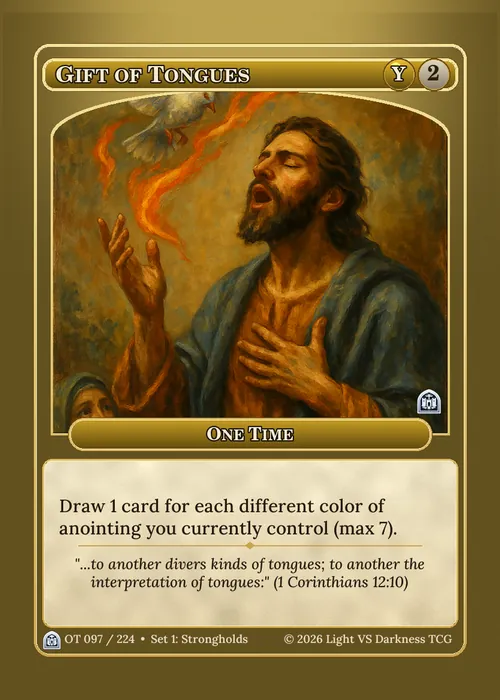 Gift of Tongues Y 2
One Time
Draw 1 card for each different color of
anointing you currently control (max 7).
"...to another divers kinds of tongues; to another the
interpretation of tongues:" (1 Corinthians 12:10)
OT 097 / 224 • Set 1: Strongholds © 2026 Light VS Darkness TCG